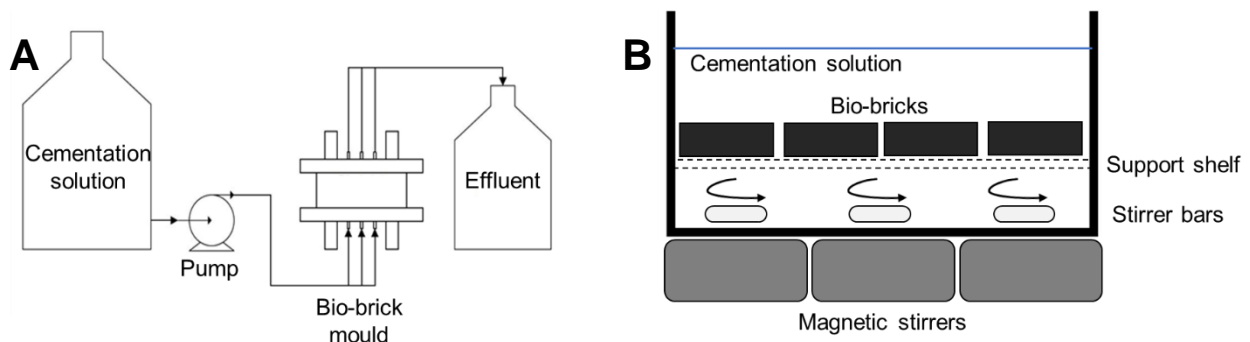 A
Cementation
solution
Pump
Bio-brick
mould
Effluent
B
Cementation solution
Bio-bricks
Support shelf
Stirrer bars
Magnetic stirrers